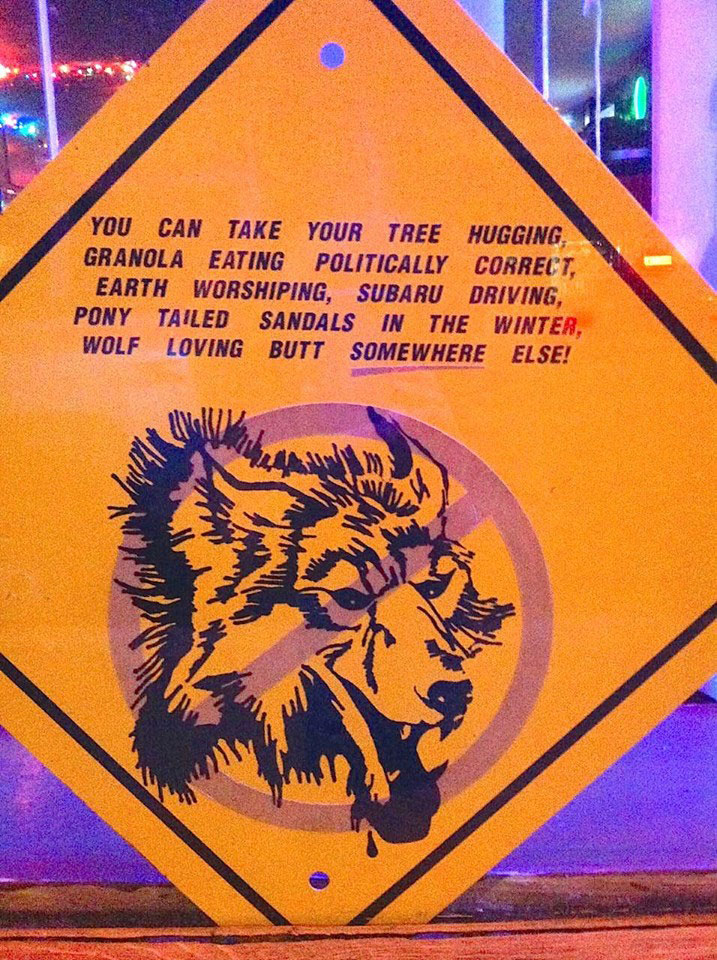 YOU CAN TAKE YOUR TREE HUGGING,
GRANOLA EATING POLITICALLY CORRECT,
EARTH WORSHIPING, SUBARU DRIVING,
PONY TAILED SANDALS IN THE WINTER,
WOLF LOVING BUTT SOMEWHERE ELSE!